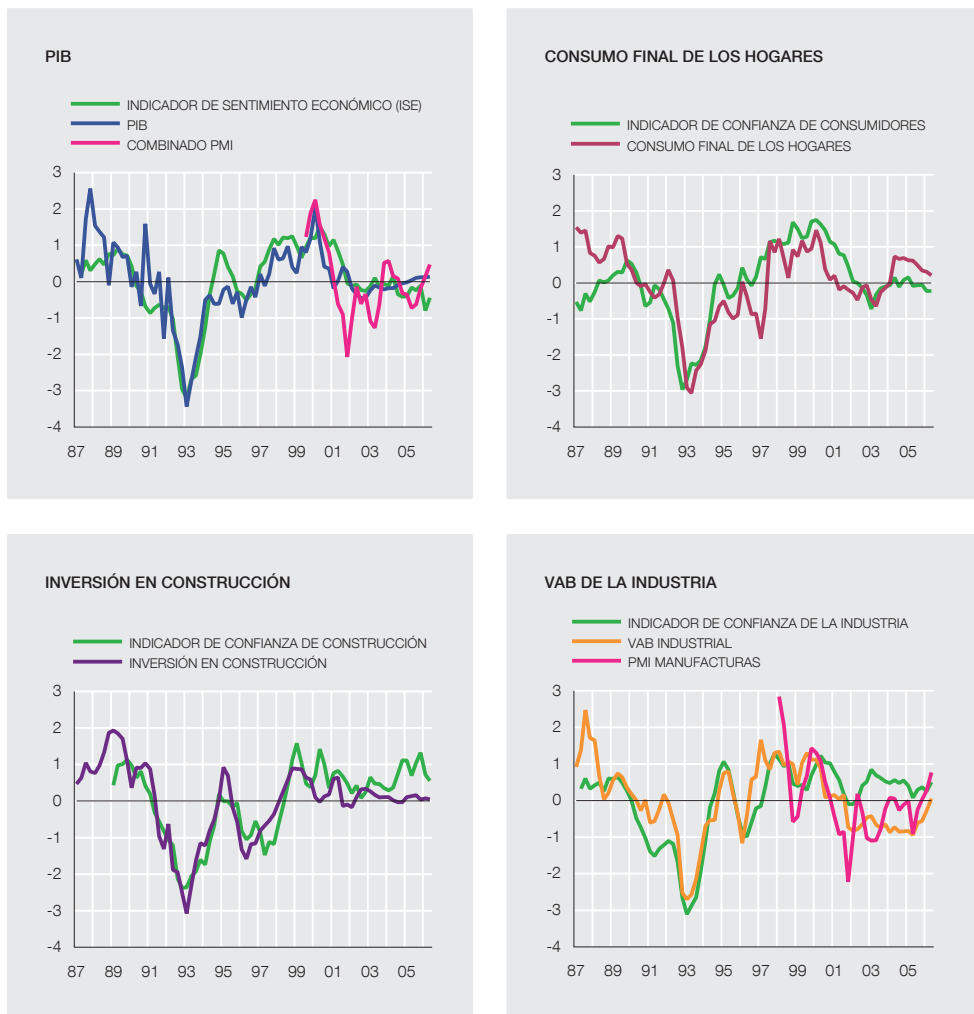 PIB
INDICADOR DE SENTIMIENTO ECONÓMICO (ISE)
PIB
COMBINADO PMI
3
2
1
0
-1
-2
-3
-4
87 89 91 93 95 97 99 01 03 05
CONSUMO FINAL DE LOS HOGARES
INDICADOR DE CONFIANZA DE CONSUMIDORES
CONSUMO FINAL DE LOS HOGARES
3
2
1
0
-1
-2
-3
-4
87 89 91 93 95 97 99 01 03 05
INVERSIÓN EN CONSTRUCCIÓN
INDICADOR DE CONFIANZA DE CONSTRUCCIÓN
INVERSIÓN EN CONSTRUCCIÓN
3
2
1
0
-1
-2
-3
-4
87 89 91 93 95 97 99 01 03 05
VAB DE LA INDUSTRIA
INDICADOR DE CONFIANZA DE LA INDUSTRIA
VAB INDUSTRIAL
PMI MANUFACTURAS
3
2
1
0
-1
-2
-3
-4
87 89 91 93 95 97 99 01 03 05